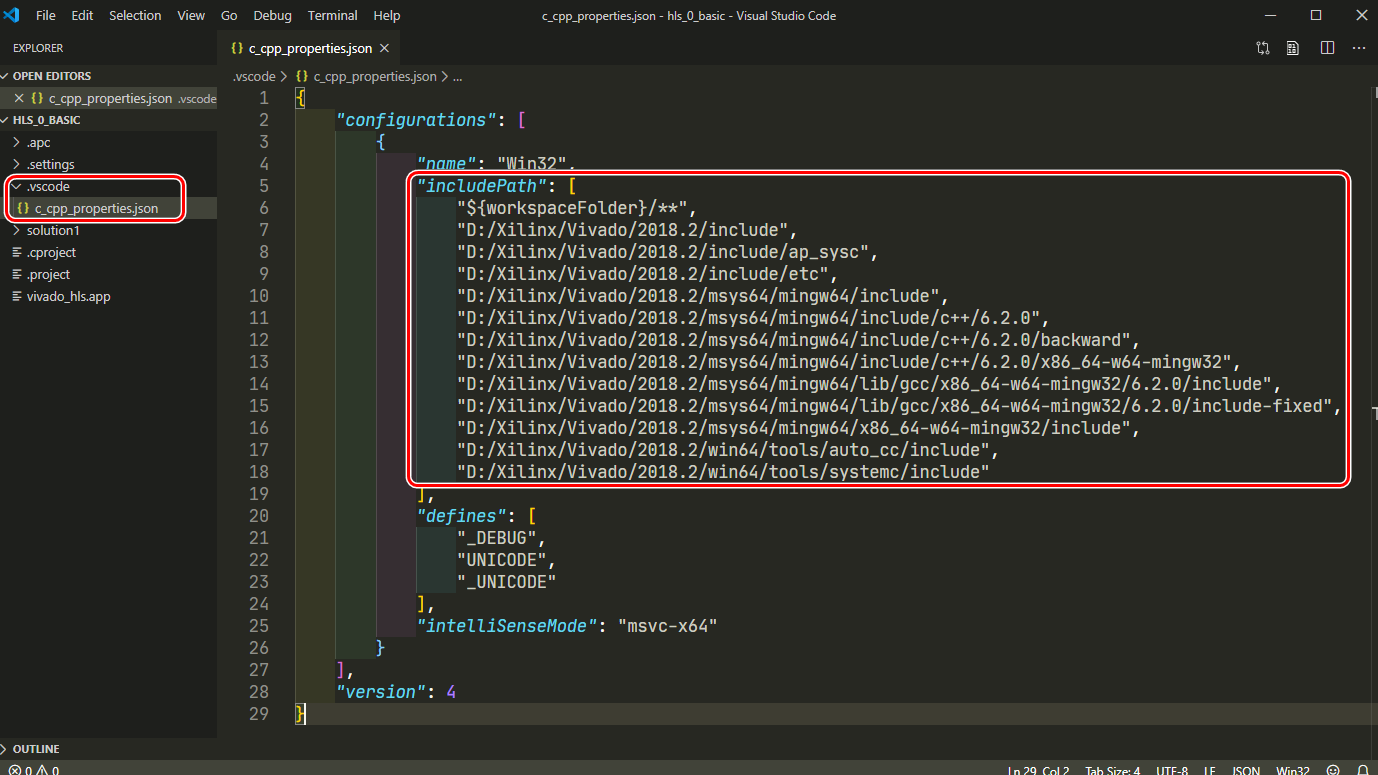 File Edit Selection View Go Debug Terminal Help
c_cpp_properties.json - hls_0_basic - Visual Studio Code
EXPLORER
OPEN EDITORS
c_cpp_properties.json .vscode
HLS_0_BASIC
.apc
.settings
.vscode
{} c_cpp_properties.json
solution1
.cproject
.project
vivado_hls.app
OUTLINE
{} c_cpp_properties.json
.vscode > {} c_cpp_properties.json > ...
1 {
2 "configurations": [
3 {
4 "name": "Win32",
5 "includePath": [
6 "${workspaceFolder}/**",
7 "D:/Xilinx/Vivado/2018.2/include",
8 "D:/Xilinx/Vivado/2018.2/include/ap_sysc",
9 "D:/Xilinx/Vivado/2018.2/include/etc",
10 "D:/Xilinx/Vivado/2018.2/msys64/mingw64/include",
11 "D:/Xilinx/Vivado/2018.2/msys64/mingw64/include/c++/6.2.0",
12 "D:/Xilinx/Vivado/2018.2/msys64/mingw64/include/c++/6.2.0/backward",
13 "D:/Xilinx/Vivado/2018.2/msys64/mingw64/include/c++/6.2.0/x86_64-w64-mingw32",
14 "D:/Xilinx/Vivado/2018.2/msys64/mingw64/lib/gcc/x86_64-w64-mingw32/6.2.0/include",
15 "D:/Xilinx/Vivado/2018.2/msys64/mingw64/lib/gcc/x86_64-w64-mingw32/6.2.0/include-fixed",
16 "D:/Xilinx/Vivado/2018.2/msys64/mingw64/x86_64-w64-mingw32/include",
17 "D:/Xilinx/Vivado/2018.2/win64/tools/auto_cc/include",
18 "D:/Xilinx/Vivado/2018.2/win64/tools/systemc/include"
19 ],
20 "defines": [
21 "_DEBUG",
22 "UNICODE",
23 "_UNICODE"
24 ],
25 "intelliSenseMode": "msvc-x64"
26 }
27 ],
28 "version": 4
29 }
0 0 Ln 29, Col 2 Tab Size: 4 UTF-8 LF JSON Win32